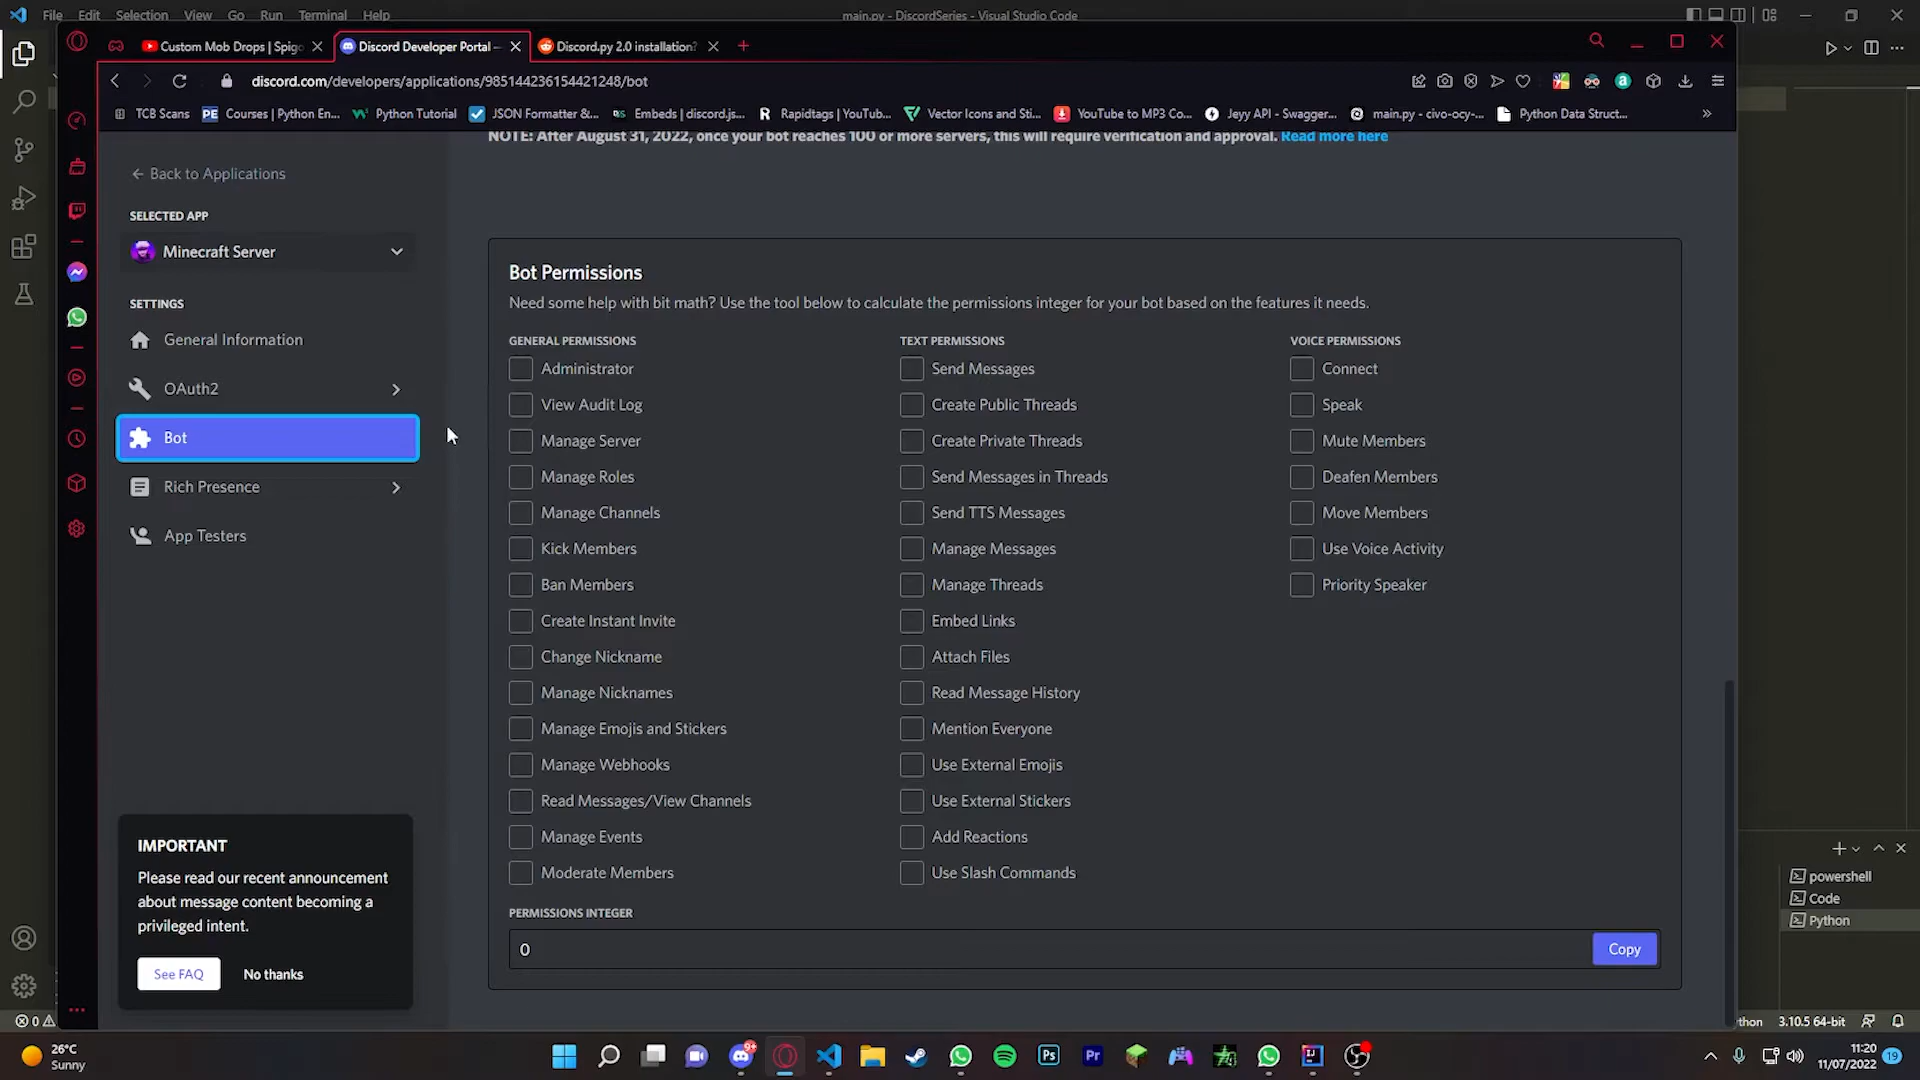 File Edit Selection View Go Run Terminal Help
main.py - DiscordSeries - Visual Studio Code
Custom Mob Drops | Spigo
Discord Developer Portal —
Discord.py 2.0 installation?
discord.com/developers/applications/985144236154421248/bot
TCB Scans
PE Courses | Python En...
Python Tutorial
JSON Formatter &...
Embeds | discord.js...
R Rapidtags | YouTub...
Vector Icons and Sti...
YouTube to MP3 Co...
Jeyy API - Swagger...
main.py - civo-ocy-...
Python Data Struct...
NOTE: After August 31, 2022, once your bot reaches 100 or more servers, this will require verification and approval. Read more here
Back to Applications
SELECTED APP
Minecraft Server
SETTINGS
General Information
OAuth2
Bot
Rich Presence
App Testers
IMPORTANT
Please read our recent announcement
about message content becoming a
privileged intent.
See FAQ
No thanks
Bot Permissions
Need some help with bit math? Use the tool below to calculate the permissions integer for your bot based on the features it needs.
GENERAL PERMISSIONS
Administrator
View Audit Log
Manage Server
Manage Roles
Manage Channels
Kick Members
Ban Members
Create Instant Invite
Change Nickname
Manage Nicknames
Manage Emojis and Stickers
Manage Webhooks
Read Messages/View Channels
Manage Events
Moderate Members
TEXT PERMISSIONS
Send Messages
Create Public Threads
Create Private Threads
Send Messages in Threads
Send TTS Messages
Manage Messages
Manage Threads
Embed Links
Attach Files
Read Message History
Mention Everyone
Use External Emojis
Use External Stickers
Add Reactions
Use Slash Commands
VOICE PERMISSIONS
Connect
Speak
Mute Members
Deafen Members
Move Members
Use Voice Activity
Priority Speaker
PERMISSIONS INTEGER
0
Copy
powershell
Code
Python
0
thon 3.10.5 64-bit
26°C
Sunny
9+
Ps
Pr
11:20
11/07/2022
19